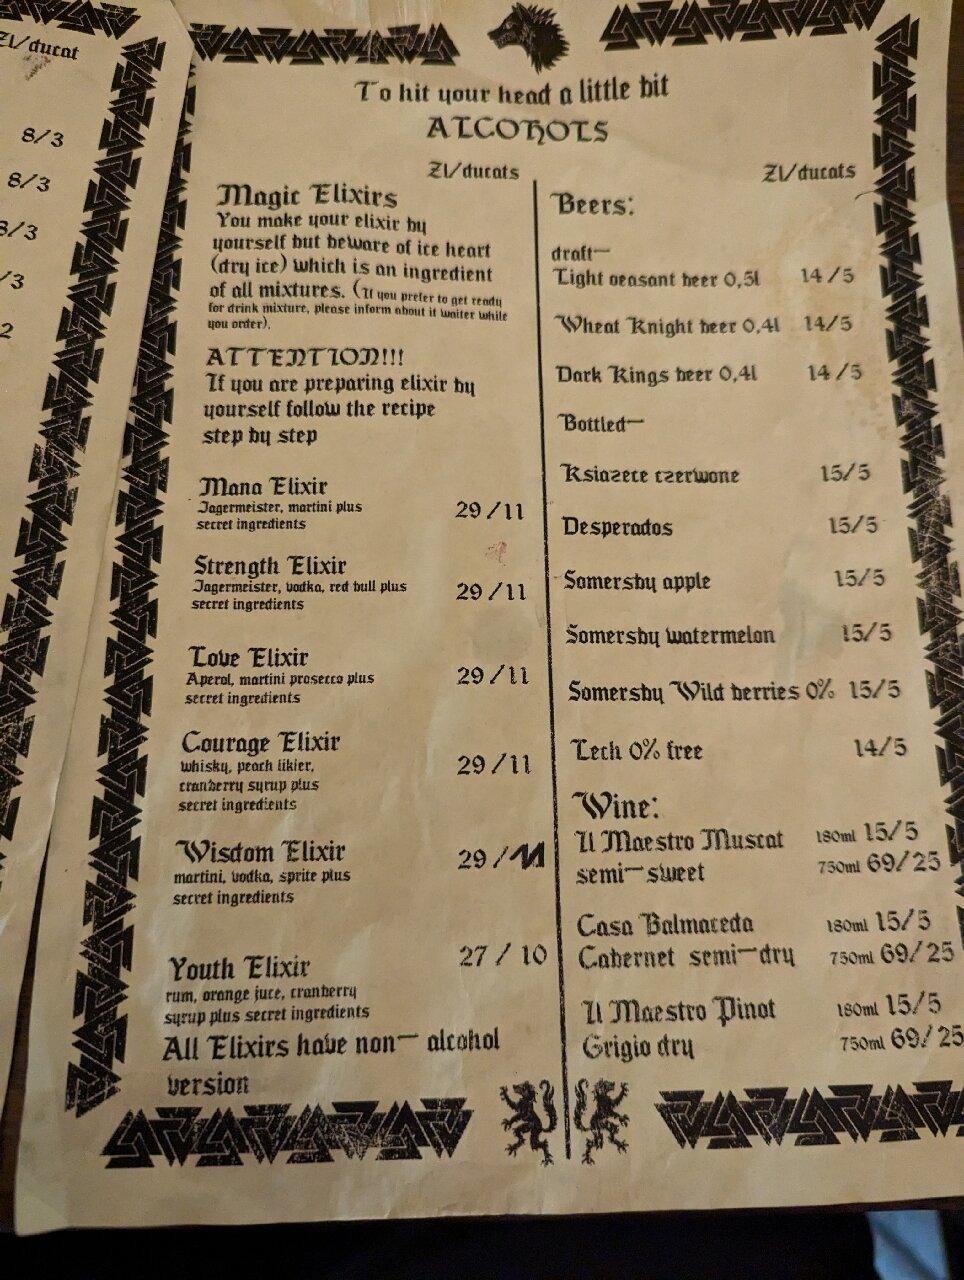 Zl/ducat
8/3
8/3
8/3
/3
2
To hit your head a little bit
ALCOHOLS
Zl/ducats
Magic Elixirs
You make your elixir by
yourself but beware of ice heart
(dry ice) which is an ingredient
of all mixtures. (If you prefer to get ready
for drink mixture, please inform about it waiter while
you order).
ATTENTION!!!
If you are preparing elixir by
yourself follow the recipe
step by step
Mana Elixir
Jagermeister, martini plus 29/11
secret ingredients
Strength Elixir
Jagermeister, vodka, red bull plus 29/11
secret ingredients
Love Elixir
Aperol, martini prosecco plus 29/11
secret ingredients
Courage Elixir
whisky, peach likier, 29/11
cranberry syrup plus
secret ingredients
Wisdom Elixir 29/11
martini, vodka, sprite plus
secret ingredients
Youth Elixir 27/10
rum, orange juce, cranberry
syrup plus secret ingredients
All Elixirs have non- alcohol
version
Zl/ducats
Beers:
draft-
Light peasant beer 0,5l 14/5
Wheat Knight beer 0,4l 14/5
Dark Kings beer 0,4l 14/5
Bottled-
Ksiazece czerwone 15/5
Desperados 15/5
Somersby apple 15/5
Somersby watermelon 15/5
Somersby Wild berries 0% 15/5
Lech 0% free 14/5
Wine:
Il Maestro Muscat 180ml 15/5
semi-sweet 750ml 69/25
Casa Balmaceda 180ml 15/5
Cabernet semi-dry 750ml 69/25
Il Maestro Pinot 180ml 15/5
Grigio dry 750ml 69/25